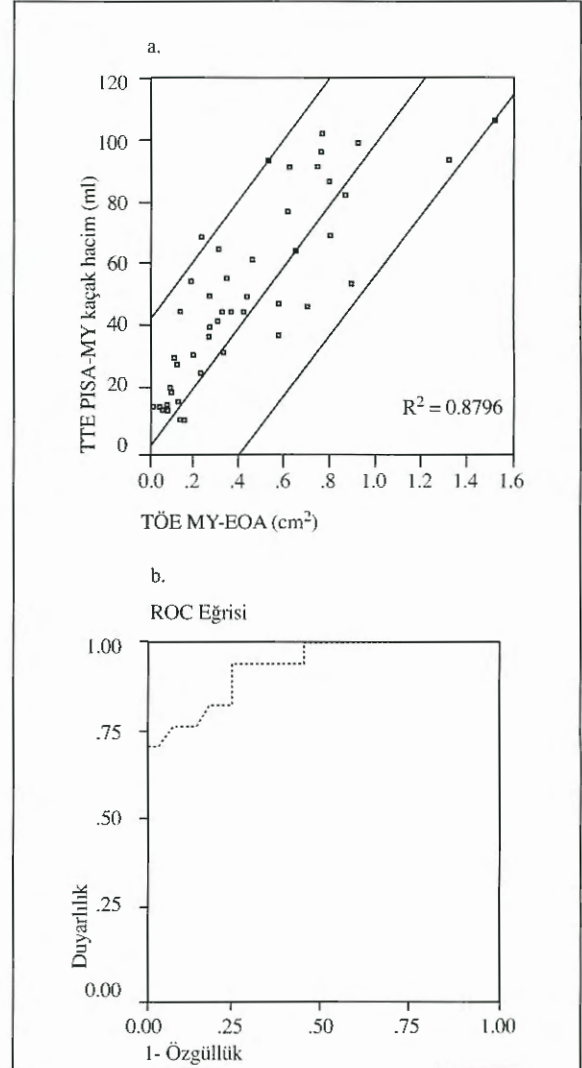 a.
120
100
80
60
40
20
0
TTE PISA-MY kaçak hacim (ml)
R² = 0.8796
0.0 .2 .4 .6 .8 1.0 1.2 1.4 1.6
TÖE MY-EOA (cm²)
b.
ROC Eğrisi
1.00
.75
.50
.25
0.00
Duyarlılık
0.00 .25 .50 .75 1.00
1- Özgüllük